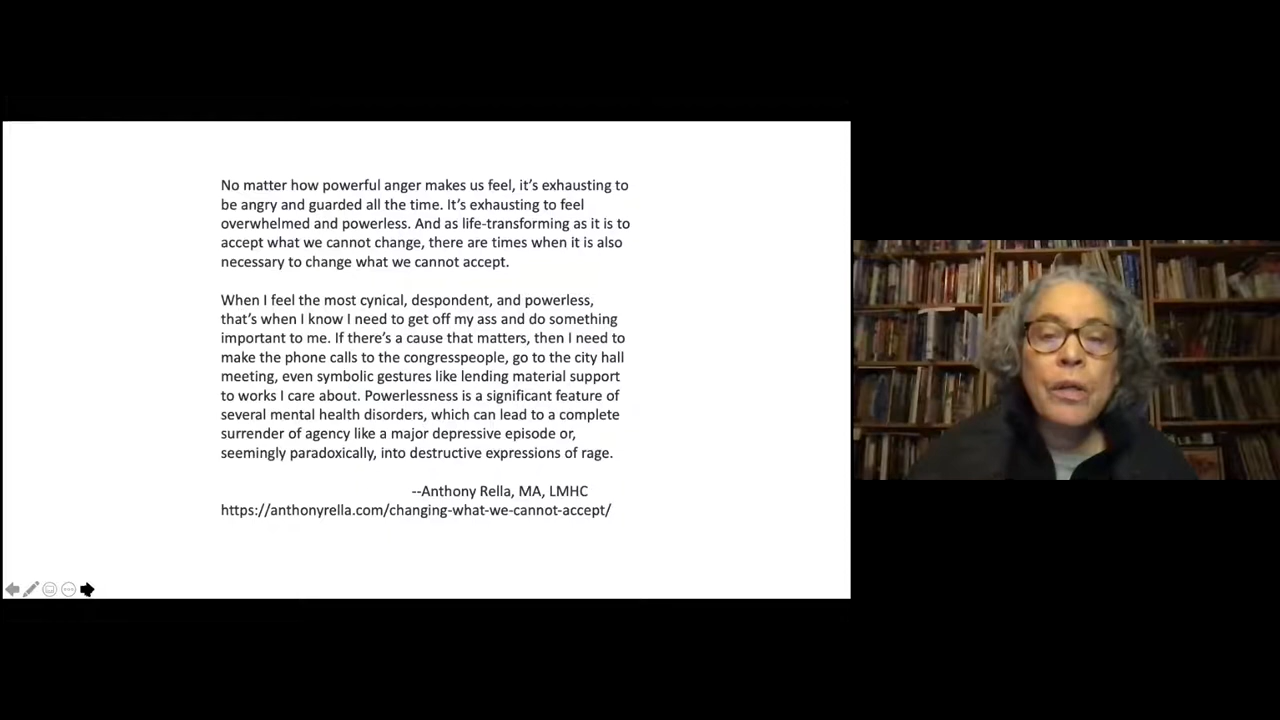 No matter how powerful anger makes us feel, it's exhausting to
be angry and guarded all the time. It's exhausting to feel
overwhelmed and powerless. And as life-transforming as it is to
accept what we cannot change, there are times when it is also
necessary to change what we cannot accept.
When I feel the most cynical, despondent, and powerless,
that's when I know I need to get off my ass and do something
important to me. If there's a cause that matters, then I need to
make the phone calls to the congresspeople, go to the city hall
meeting, even symbolic gestures like lending material support
to works I care about. Powerlessness is a significant feature of
several mental health disorders, which can lead to a complete
surrender of agency like a major depressive episode or,
seemingly paradoxically, into destructive expressions of rage.
--Anthony Rella, MA, LMHC
https://anthonyrella.com/changing-what-we-cannot-accept/